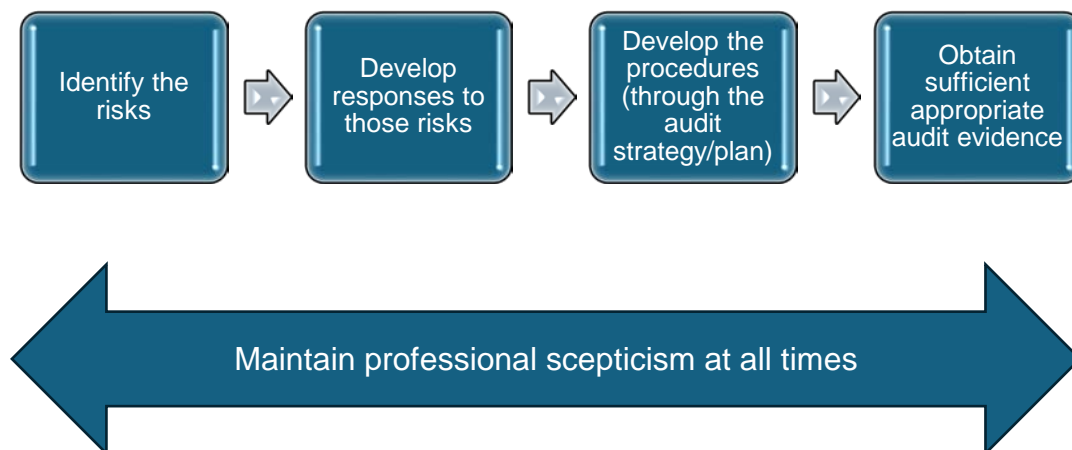 Identify the
risks
Develop
responses to
those risks
Develop the
procedures
(through the
audit
strategy/plan)
Obtain
sufficient
appropriate
audit evidence
Maintain professional scepticism at all times